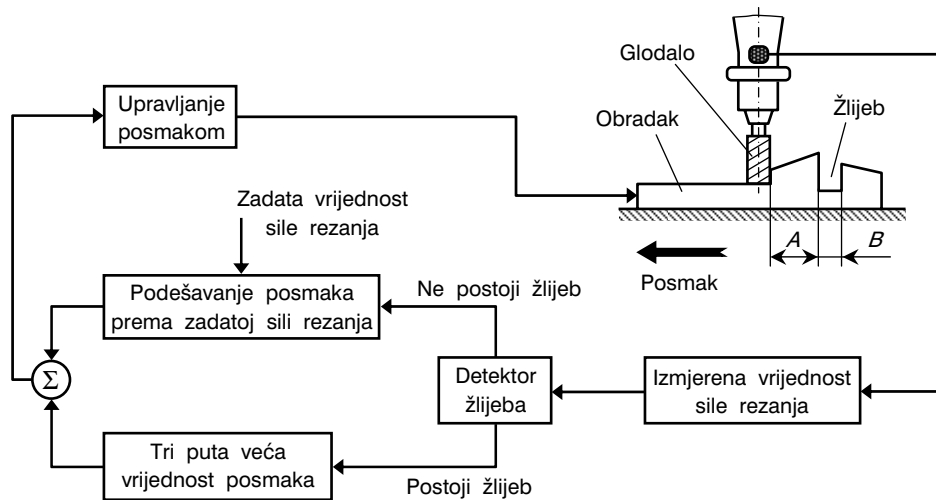 Glodalo
Žlijeb
Obradak
Upravljanje
posmakom
Zadata vrijednost
sile rezanja
A
B
Posmak
Podešavanje posmaka
prema zadatoj sili rezanja
Ne postoji žlijeb
Σ
Detektor
žlijeba
Izmjerena vrijednost
sile rezanja
Tri puta veća
vrijednost posmaka
Postoji žlijeb